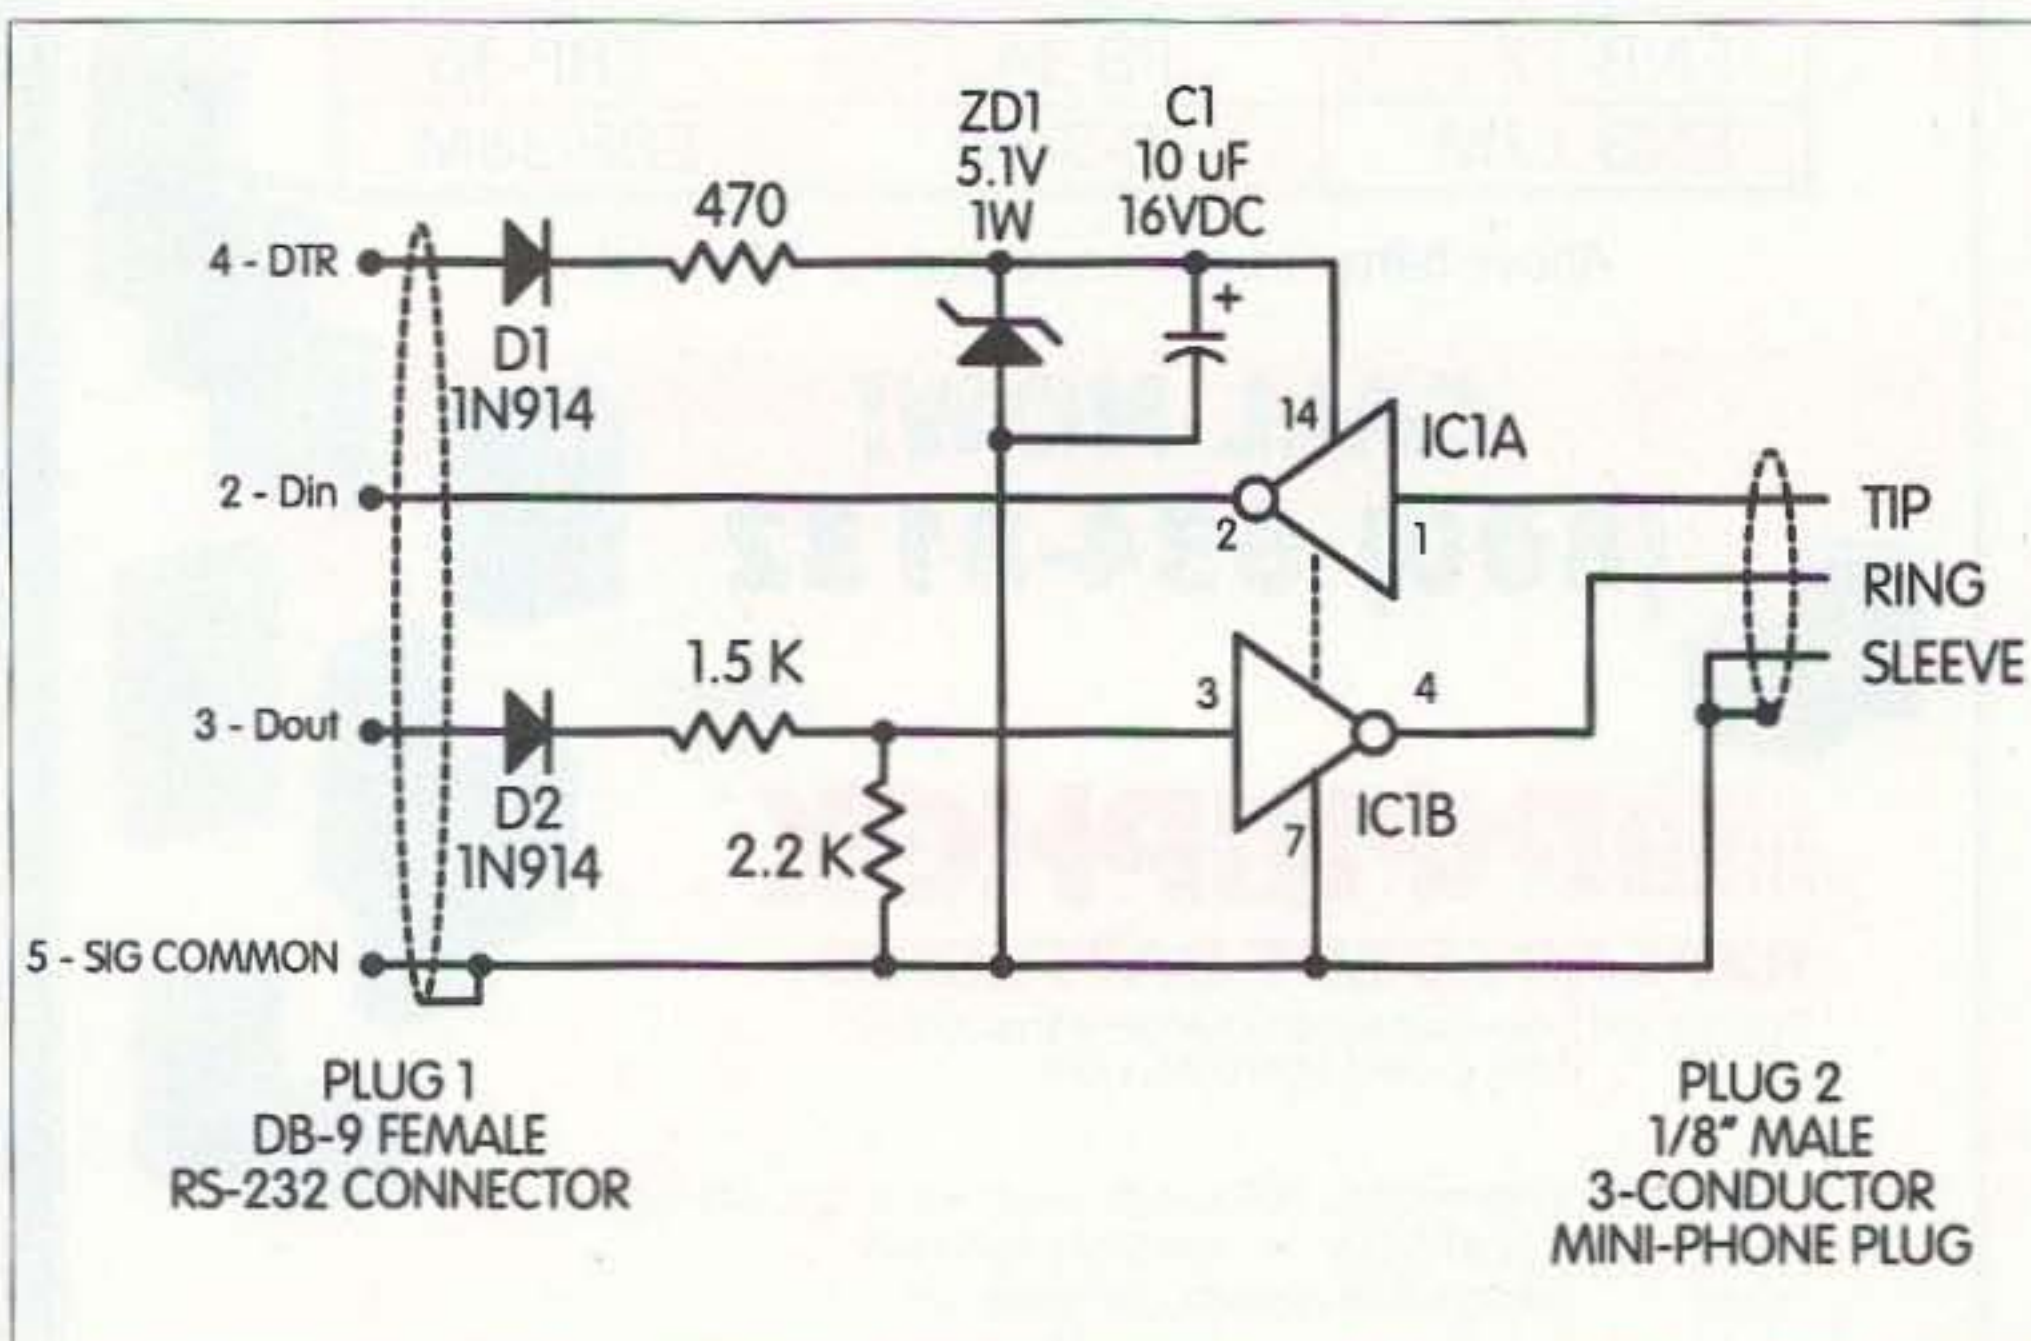 ZD1
5.1V
1W
C1
10 uF
16VDC
470
4 - DTR
+
D1
1N914
14
IC1A
2 - Din
2
1
TIP
RING
SLEEVE
1.5 K
3
4
3 - Dout
D2
1N914
2.2 K
7
IC1B
5 - SIG COMMON
PLUG 1
DB-9 FEMALE
RS-232 CONNECTOR
PLUG 2
1/8" MALE
3-CONDUCTOR
MINI-PHONE PLUG